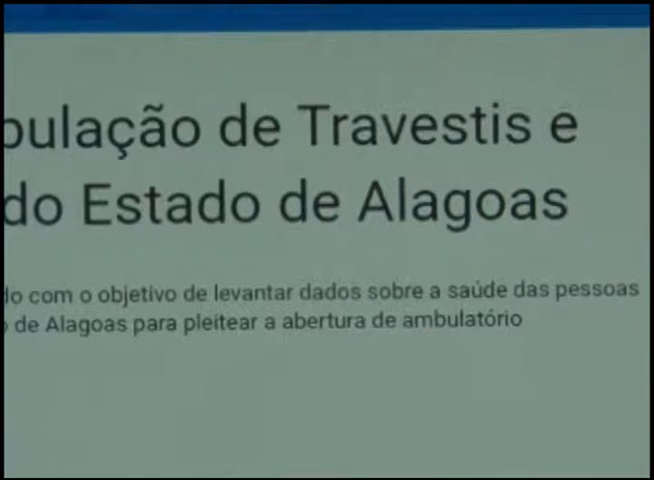 pulação de Travestis e
do Estado de Alagoas
do com o objetivo de levantar dados sobre a saúde das pessoas
de Alagoas para pleitear a abertura de ambulatório